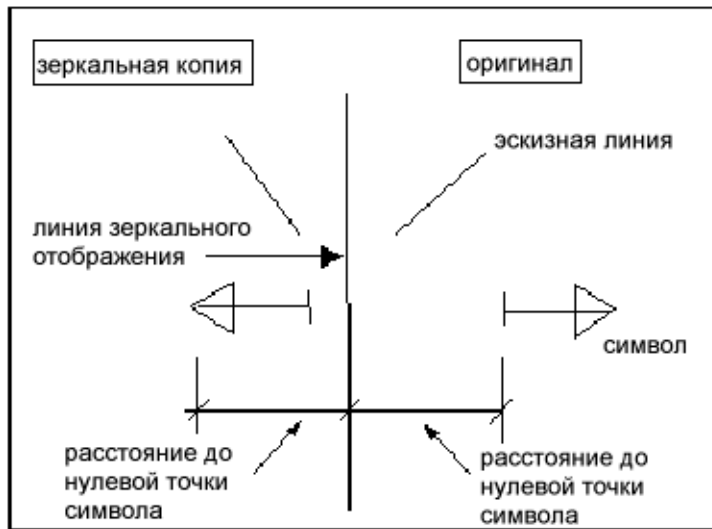 зеркальная копия
оригинал
эскизная линия
линия зеркального
отображения
символ
расстояние до
нулевой точки
символа
расстояние до
нулевой точки
символа